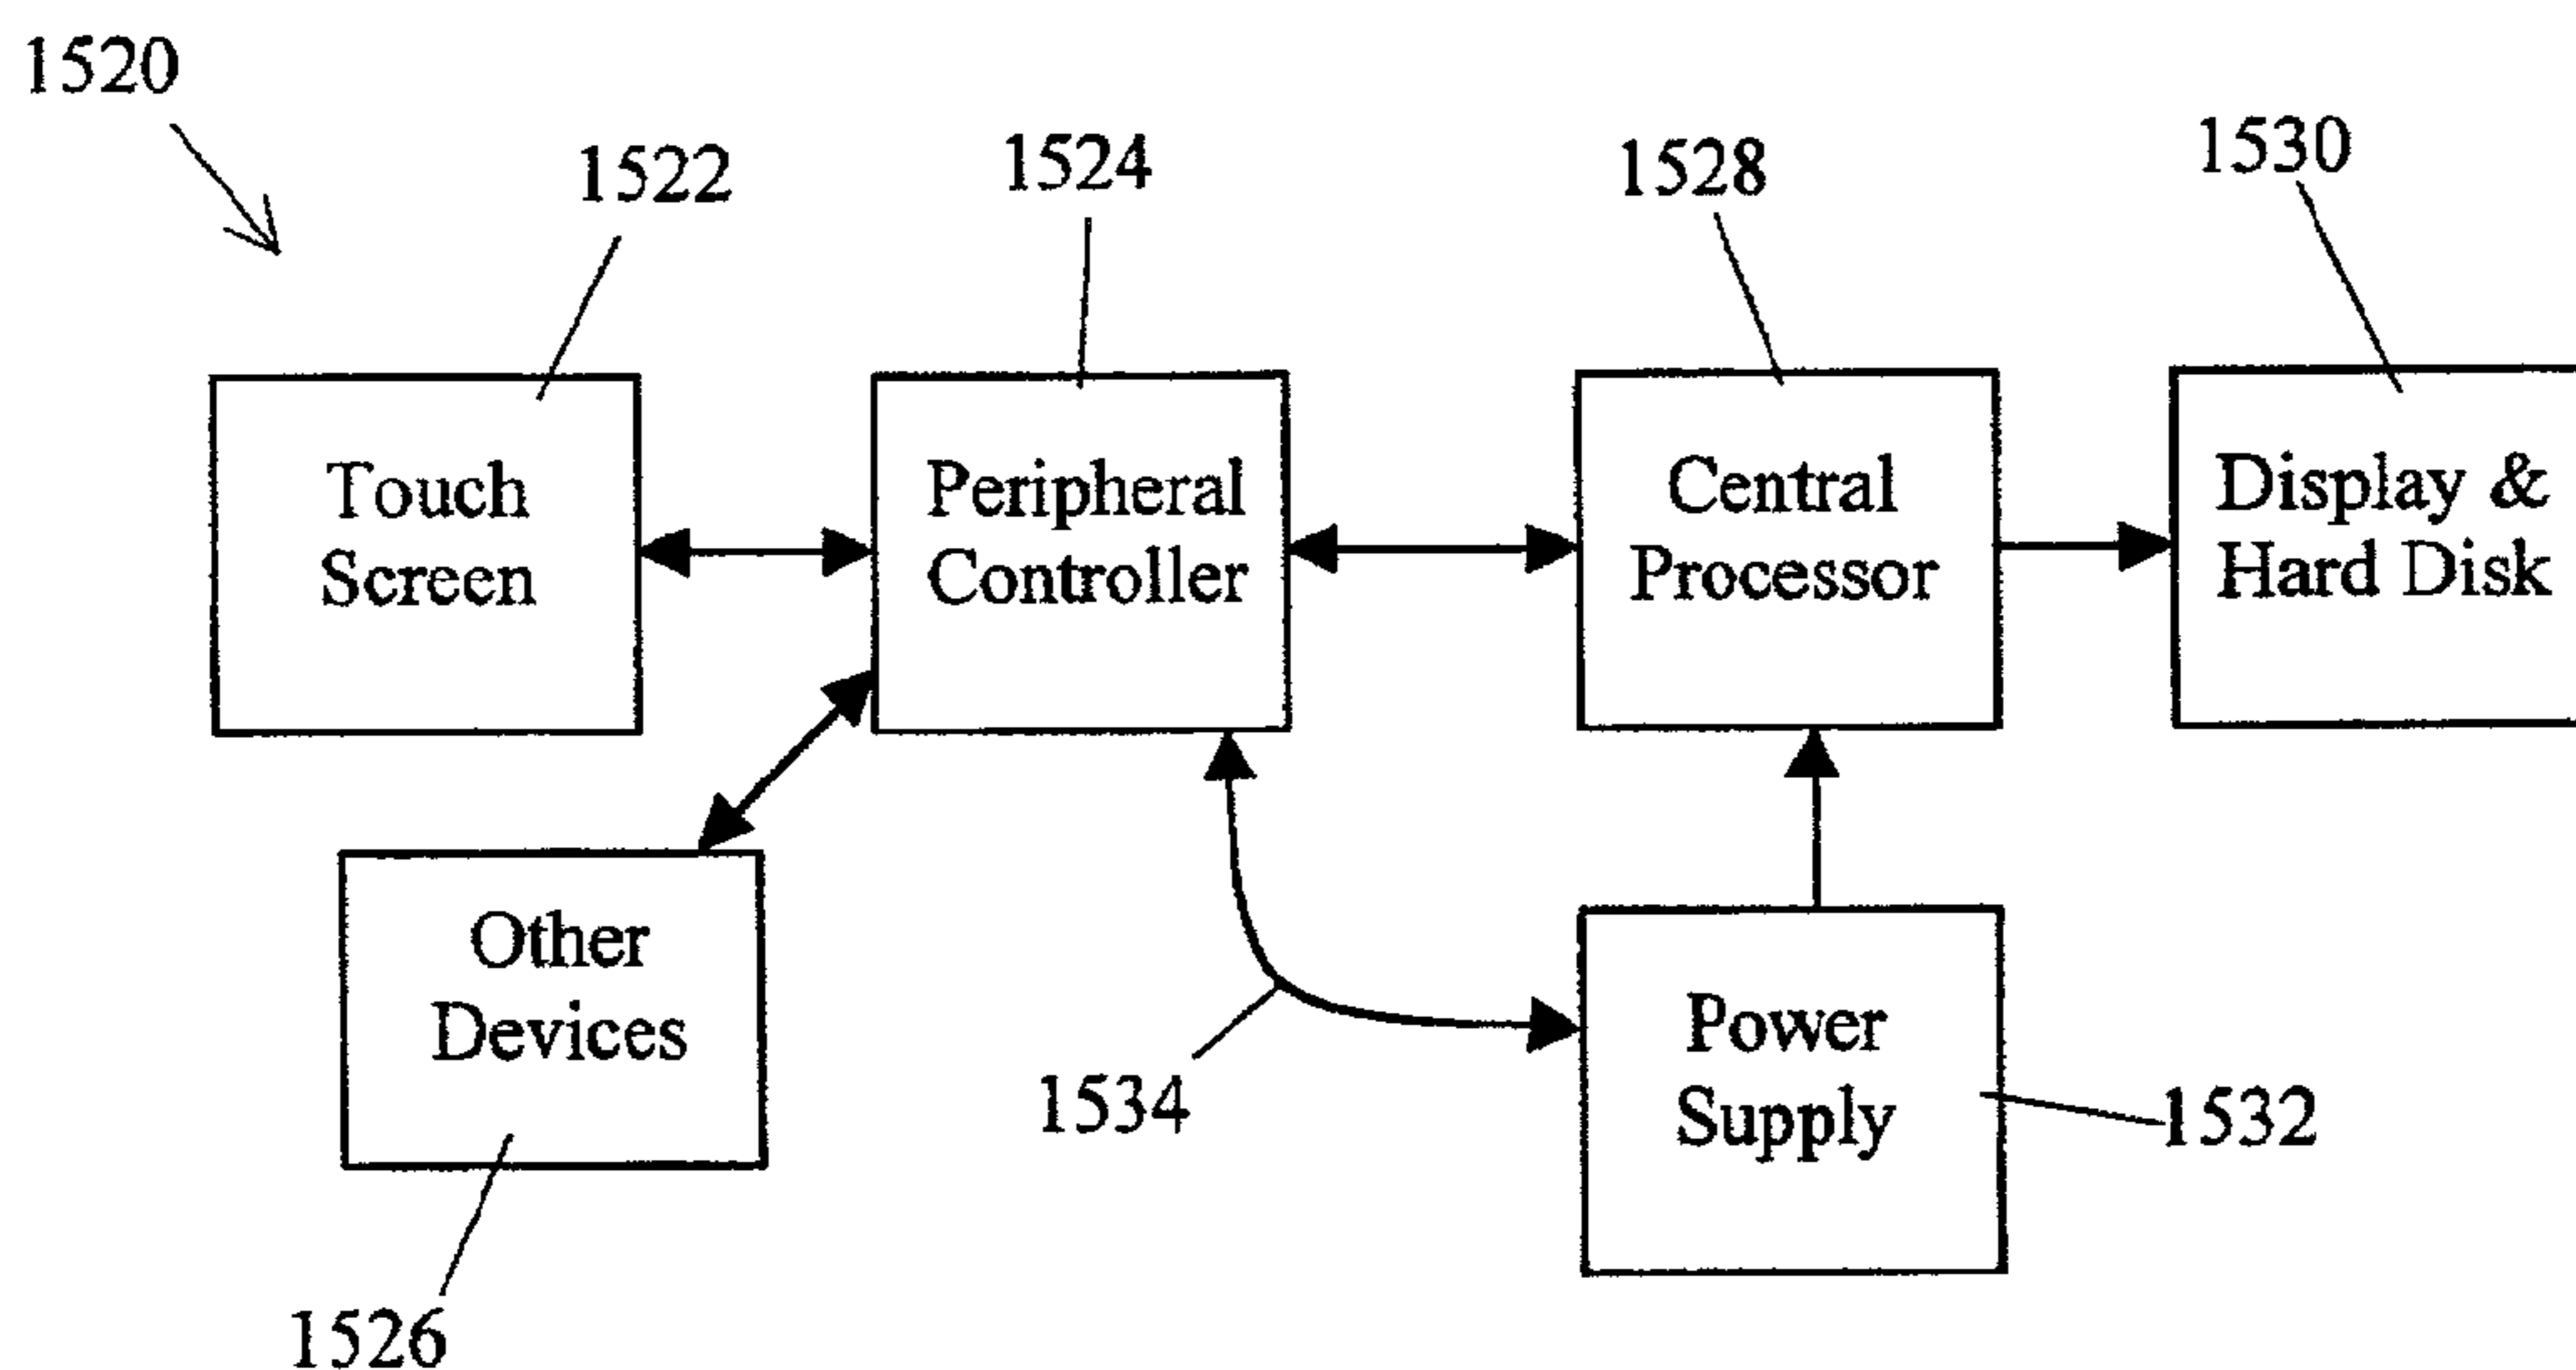 1520
1522
1524
1528
1530
Touch
Screen
Peripheral
Controller
Central
Processor
Display &
Hard Disk
Other
Devices
1526
1534
Power
Supply
1532